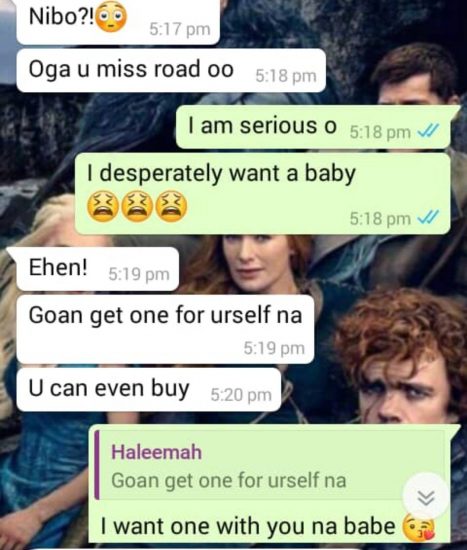 Nibo?!😳 5:17 pm
Oga u miss road oo 5:18 pm
I am serious o 5:18 pm
I desperately want a baby
😫😫😫 5:18 pm
Ehen! 5:19 pm
Goan get one for urself na
5:19 pm
U can even buy 5:20 pm
Haleemah
Goan get one for urself na
I want one with you na babe 😘